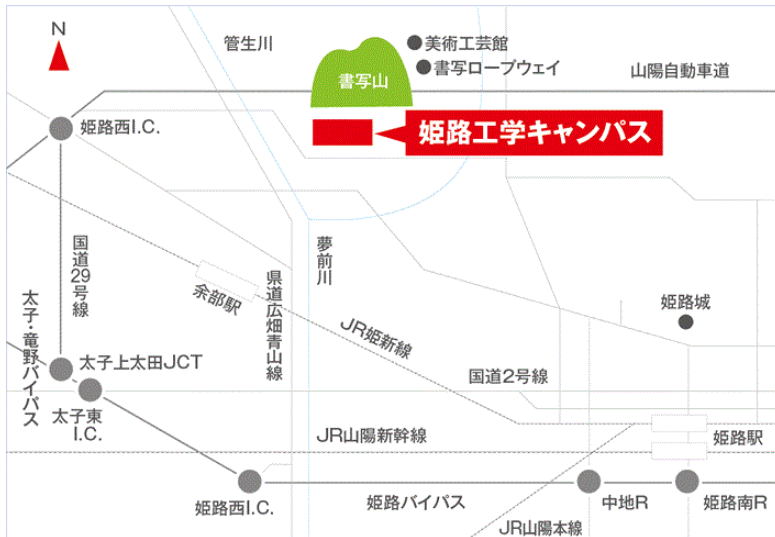 N
管生川
美術工芸館
書写ロープウェイ
書写山
山陽自動車道
姫路西I.C.
姫路工学キャンパス
国道29号線
太子・竜野バイパス
余部駅
県道広畑青山線
夢前川
JR姫新線
姫路城
太子上太田JCT
太子東
I.C.
国道2号線
JR山陽新幹線
姫路駅
姫路西I.C.
姫路バイパス
中地R
姫路南R
JR山陽本線